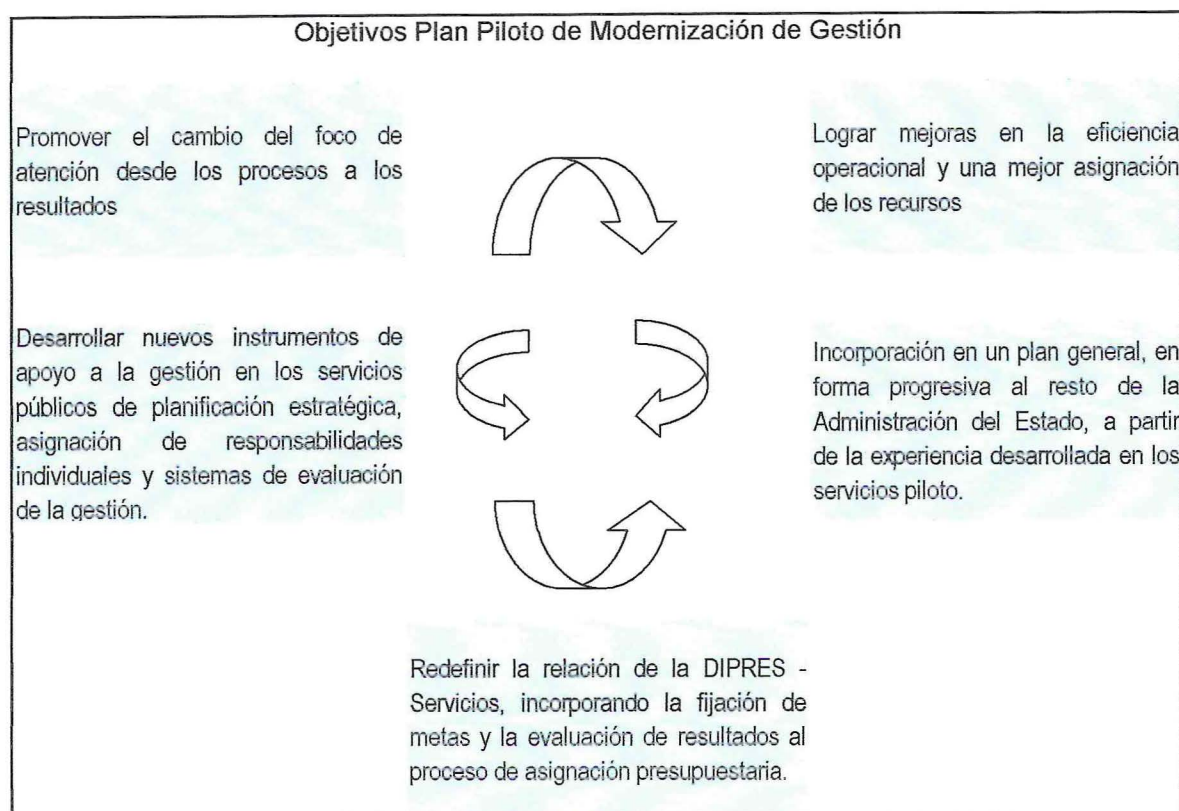 Objetivos Plan Piloto de Modernización de Gestión
Promover el cambio del foco de
atención desde los procesos a los
resultados
Lograr mejoras en la eficiencia
operacional y una mejor asignación
de los recursos
Desarrollar nuevos instrumentos de
apoyo a la gestión en los servicios
públicos de planificación estratégica,
asignación de responsabilidades
individuales y sistemas de evaluación
de la gestión.
Incorporación en un plan general, en
forma progresiva al resto de la
Administración del Estado, a partir
de la experiencia desarrollada en los
servicios piloto.
Redefinir la relación de la DIPRES -
Servicios, incorporando la fijación de
metas y la evaluación de resultados al
proceso de asignación presupuestaria.